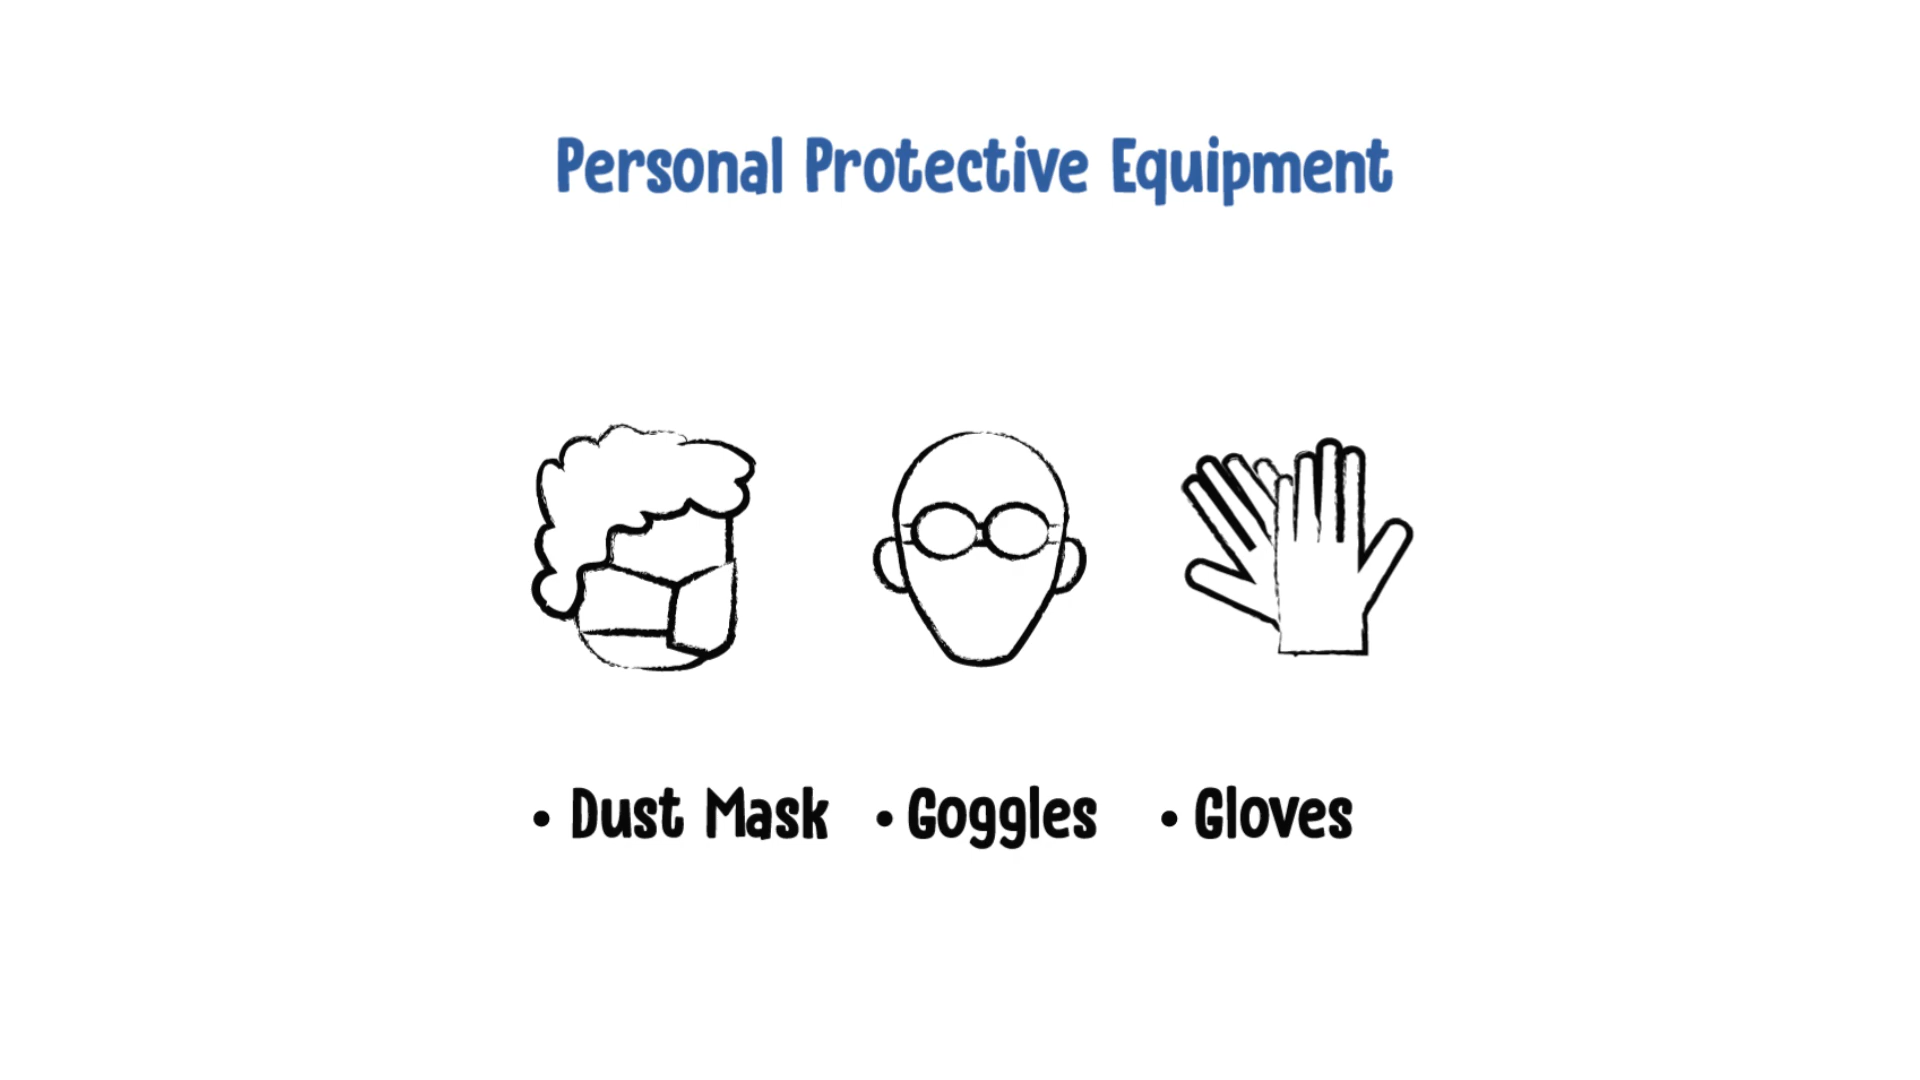 Personal Protective Equipment
• Dust Mask • Goggles • Gloves